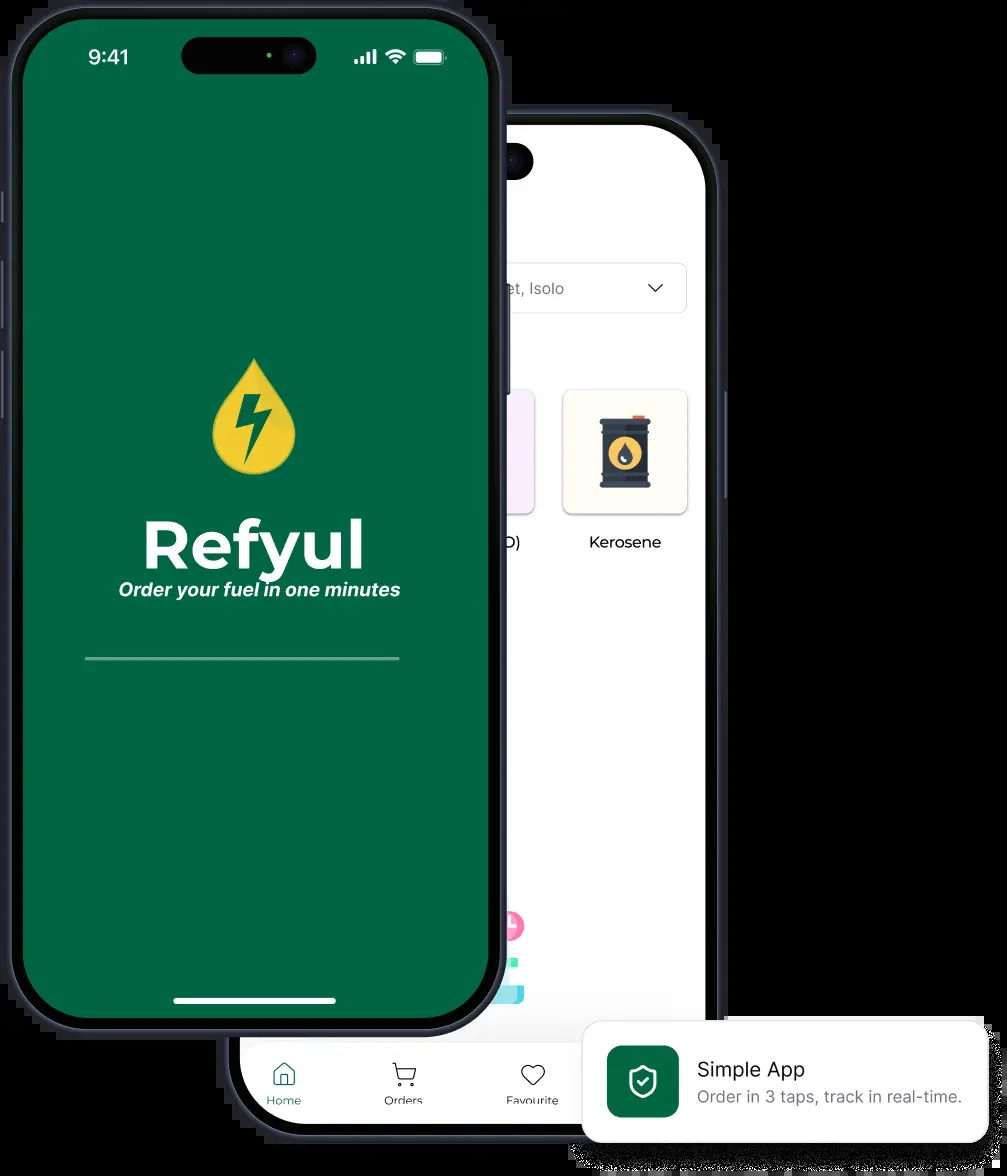 9:41
Refyul
Order your fuel in one minutes
et, Isolo
O)
Kerosene
Home
Orders
Favourite
Simple App
Order in 3 taps, track in real-time.